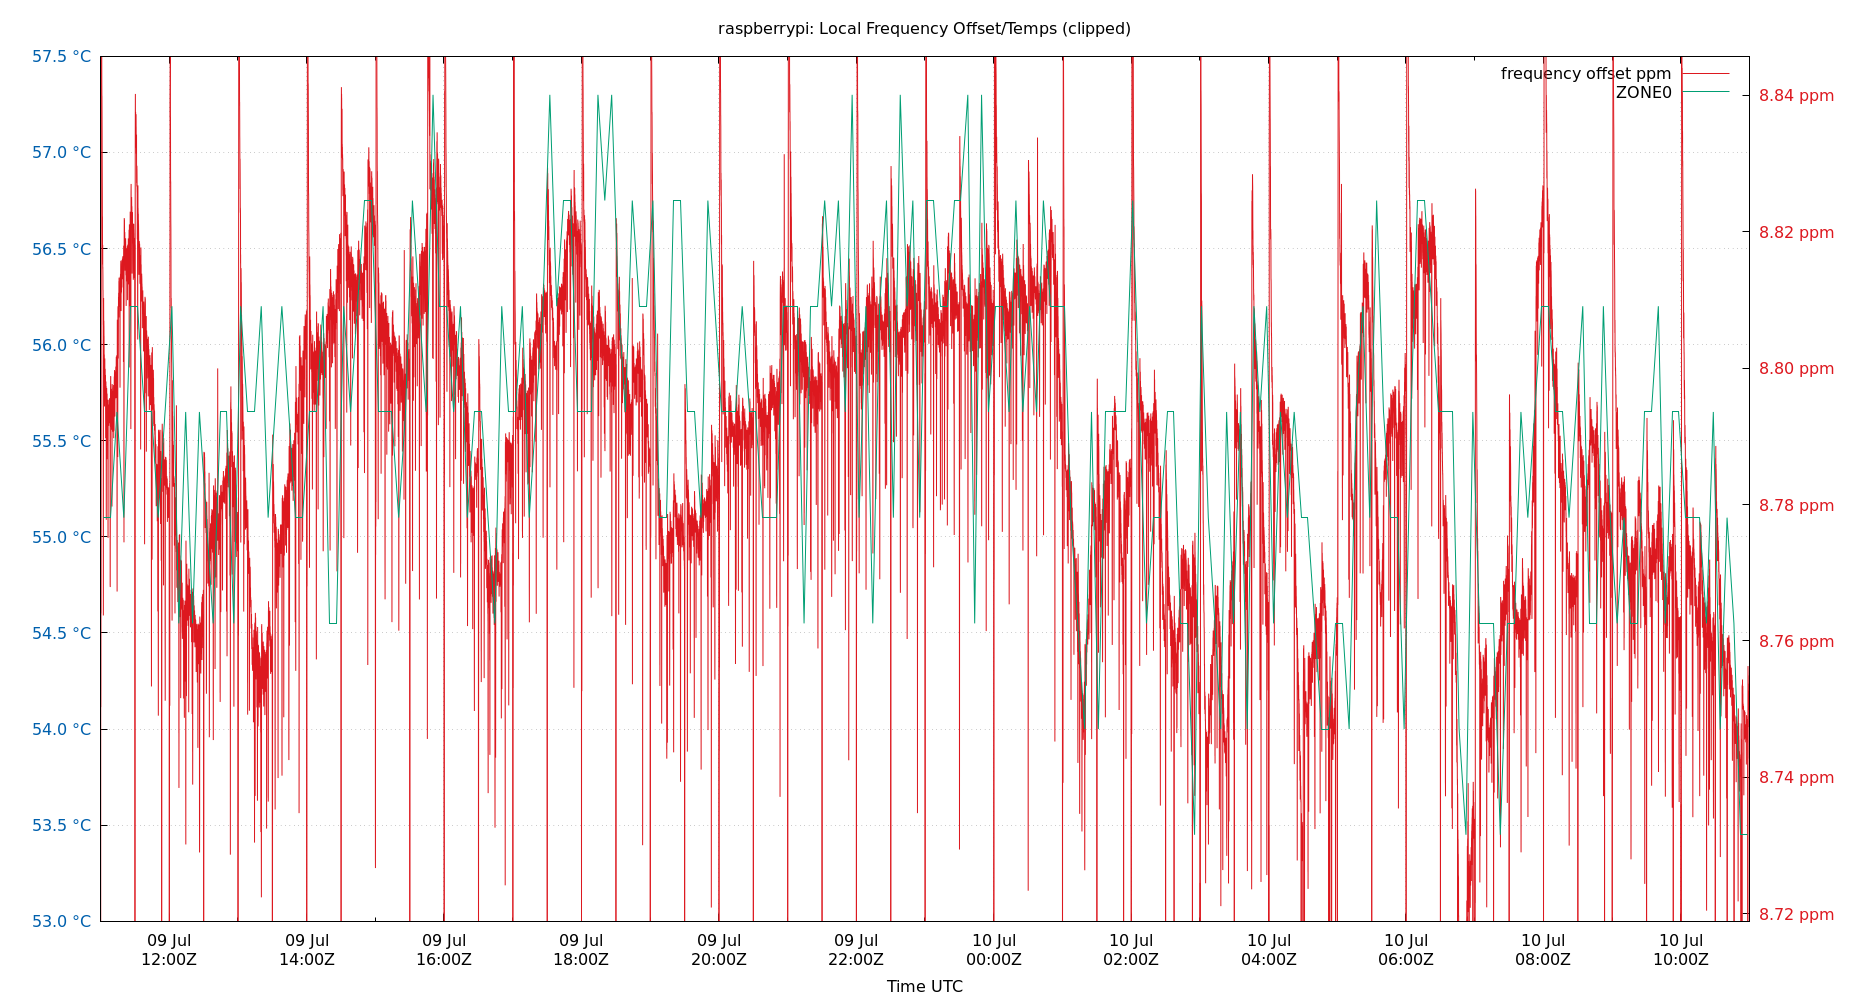 raspberrypi: Local Frequency Offset/Temps (clipped)
57.5 °C
57.0 °C
56.5 °C
56.0 °C
55.5 °C
55.0 °C
54.5 °C
54.0 °C
53.5 °C
53.0 °C
frequency offset ppm
ZONE0
8.84 ppm
8.82 ppm
8.80 ppm
8.78 ppm
8.76 ppm
8.74 ppm
8.72 ppm
09 Jul 09 Jul 09 Jul 09 Jul 09 Jul 09 Jul 10 Jul 10 Jul 10 Jul 10 Jul 10 Jul 10 Jul
12:00Z 14:00Z 16:00Z 18:00Z 20:00Z 22:00Z 00:00Z 02:00Z 04:00Z 06:00Z 08:00Z 10:00Z
Time UTC